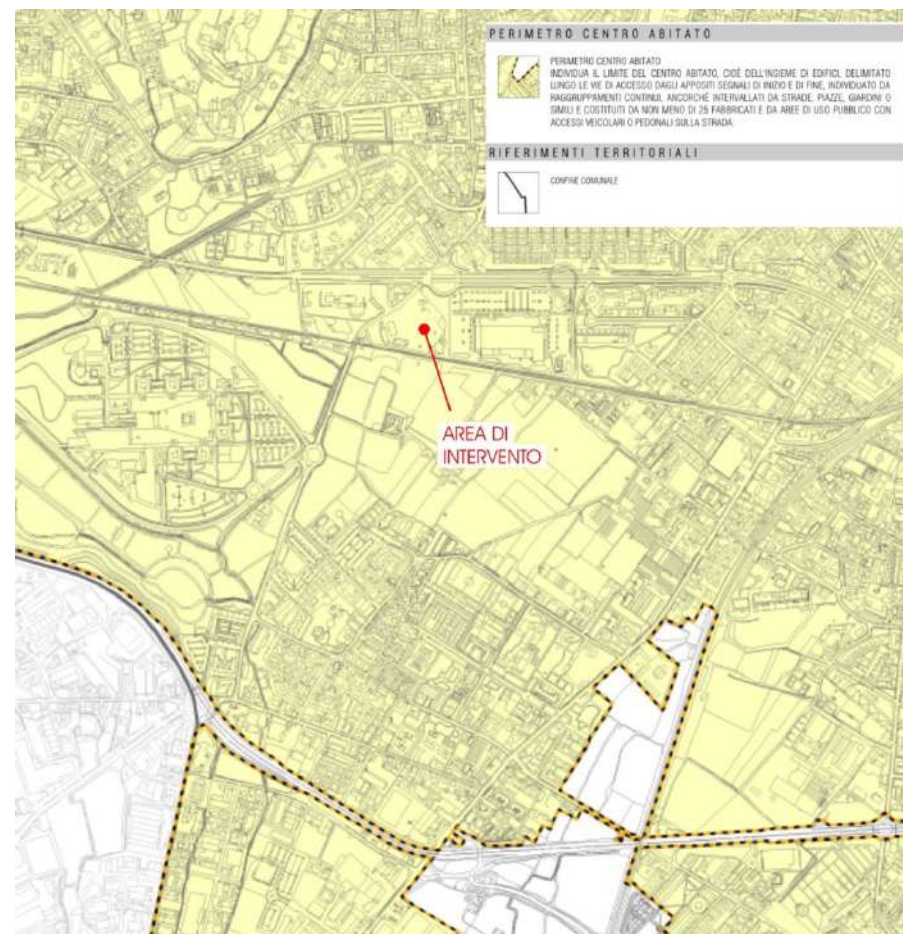 PERIMETRO CENTRO ABITATO
PERIMETRO CENTRO ABITATO
INDIVIDUA IL LIMITE DEL CENTRO ABITATO, CIOÈ DELL'INSIEME DI EDIFICI, DELIMITATO
LUNGO LE VIE DI ACCESSO DAGLI APPOSITI SEGNALI DI INIZIO E DI FINE, INDIVIDUATO DA
RAGGRUPPAMENTI CONTINUI, ANCORCHÉ INTERVALLATI DA STRADE, PIAZZE, GIARDINI O
SIMILI E COSTITUITI DA NON MENO DI 25 FABBRICATI E DA AREE DI USO PUBBLICO CON
ACCESSI VEICOLARI O PEDONALI SULLA STRADA.
RIFERIMENTI TERRITORIALI
CONFINE COMUNALE
AREA DI
INTERVENTO